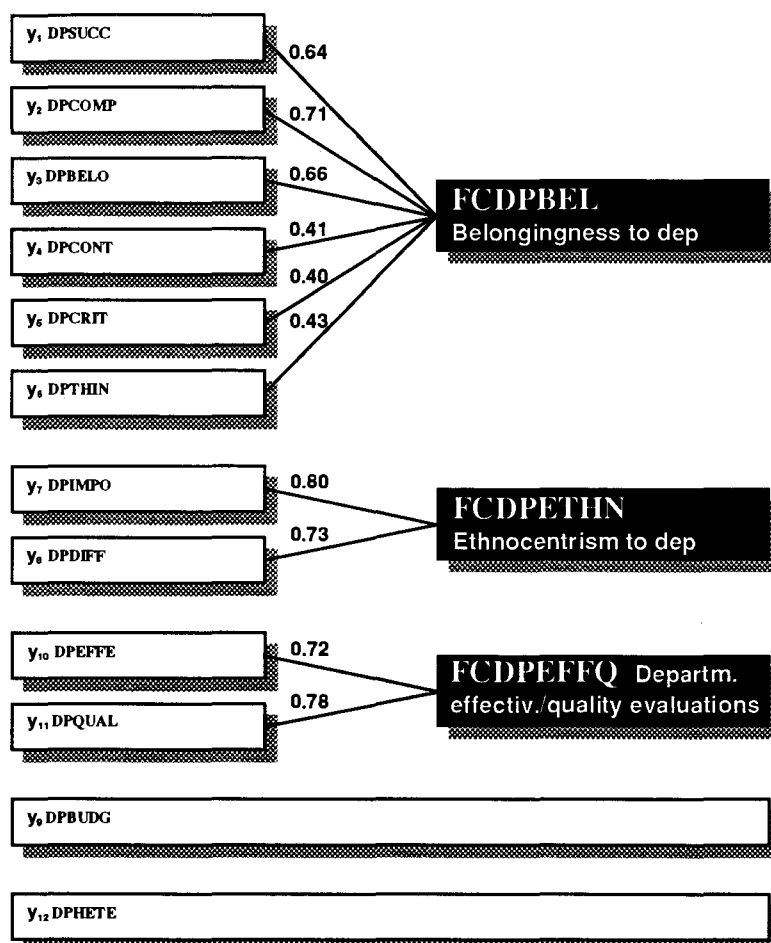 y₁ DPSUCC
0.64
y₂ DPCOMP
0.71
y₃ DPBELO
0.66
FCDPBEL
Belongingness to dep
y₄ DPCONT
0.41
y₅ DPCRIT
0.40
0.43
y₆ DPTHIN
y₇ DPIMPO
0.80
FCDPETHN
Ethnocentrism to dep
y₈ DPDIFF
0.73
y₁₀ DPEFFE
0.72
FCDPEFFQ Departm.
effectiv./quality evaluations
y₁₁ DPQUAL
0.78
y₉ DPBUDG
y₁₂ DPHETE